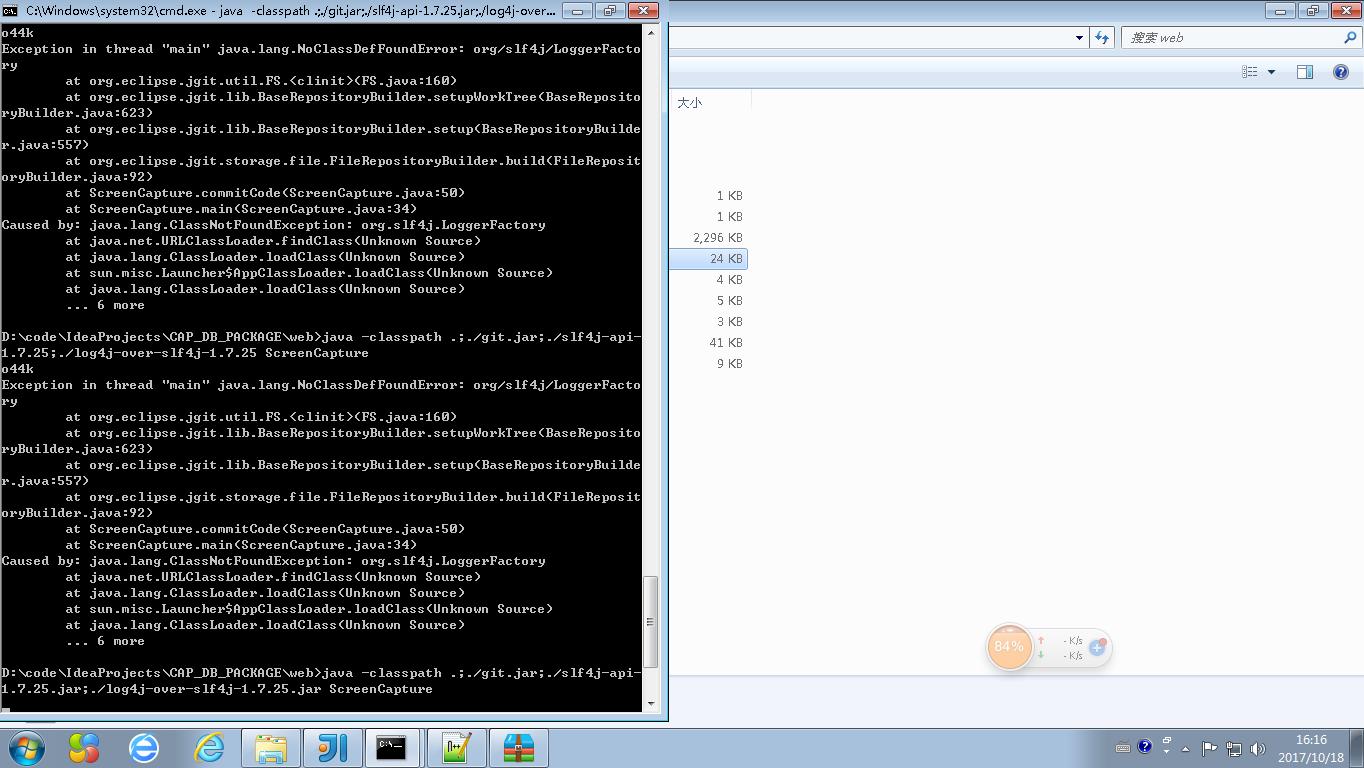 C:\Windows\system32\cmd.exe - java -classpath .;./git.jar;./slf4j-api-1.7.25.jar;./log4j-over...
o44k
Exception in thread "main" java.lang.NoClassDefFoundError: org/slf4j/LoggerFacto
ry
at org.eclipse.jgit.util.FS.<clinit>(FS.java:160)
at org.eclipse.jgit.lib.BaseRepositoryBuilder.setupWorkTree(BaseReposito
ryBuilder.java:623)
at org.eclipse.jgit.lib.BaseRepositoryBuilder.setup(BaseRepositoryBuilde
r.java:557)
at org.eclipse.jgit.storage.file.FileRepositoryBuilder.build(FileReposit
oryBuilder.java:92)
at ScreenCapture.commitCode(ScreenCapture.java:50)
at ScreenCapture.main(ScreenCapture.java:34)
Caused by: java.lang.ClassNotFoundException: org.slf4j.LoggerFactory
at java.net.URLClassLoader.findClass(Unknown Source)
at java.lang.ClassLoader.loadClass(Unknown Source)
at sun.misc.Launcher$AppClassLoader.loadClass(Unknown Source)
at java.lang.ClassLoader.loadClass(Unknown Source)
... 6 more
D:\code\IdeaProjects\CAP_DB_PACKAGE\web>java -classpath .;./git.jar;./slf4j-api-
1.7.25;./log4j-over-slf4j-1.7.25 ScreenCapture
o44k
Exception in thread "main" java.lang.NoClassDefFoundError: org/slf4j/LoggerFacto
ry
at org.eclipse.jgit.util.FS.<clinit>(FS.java:160)
at org.eclipse.jgit.lib.BaseRepositoryBuilder.setupWorkTree(BaseReposito
ryBuilder.java:623)
at org.eclipse.jgit.lib.BaseRepositoryBuilder.setup(BaseRepositoryBuilde
r.java:557)
at org.eclipse.jgit.storage.file.FileRepositoryBuilder.build(FileReposit
oryBuilder.java:92)
at ScreenCapture.commitCode(ScreenCapture.java:50)
at ScreenCapture.main(ScreenCapture.java:34)
Caused by: java.lang.ClassNotFoundException: org.slf4j.LoggerFactory
at java.net.URLClassLoader.findClass(Unknown Source)
at java.lang.ClassLoader.loadClass(Unknown Source)
at sun.misc.Launcher$AppClassLoader.loadClass(Unknown Source)
at java.lang.ClassLoader.loadClass(Unknown Source)
... 6 more
D:\code\IdeaProjects\CAP_DB_PACKAGE\web>java -classpath .;./git.jar;./slf4j-api-
1.7.25.jar;./log4j-over-slf4j-1.7.25.jar ScreenCapture
搜索 web
大小
1 KB
1 KB
2,296 KB
24 KB
4 KB
5 KB
3 KB
41 KB
9 KB
84%
- K/s
- K/s
16:16
2017/10/18